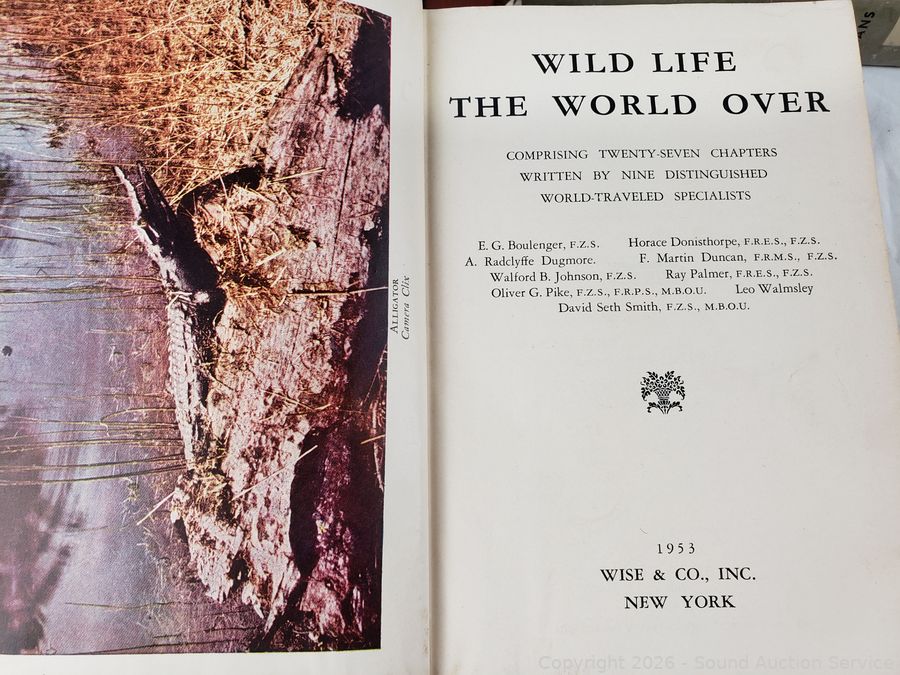 ALLIGATOR
Camera Clix
WILD LIFE
THE WORLD OVER
COMPRISING TWENTY-SEVEN CHAPTERS
WRITTEN BY NINE DISTINGUISHED
WORLD-TRAVELED SPECIALISTS
E. G. Boulenger, F.Z.S. Horace Donisthorpe, F.R.E.S., F.Z.S.
A. Radclyffe Dugmore. F. Martin Duncan, F.R.M.S., F.Z.S.
Walford B. Johnson, F.Z.S. Ray Palmer, F.R.E.S., F.Z.S.
Oliver G. Pike, F.Z.S., F.R.P.S., M.B.O.U. Leo Walmsley
David Seth Smith, F.Z.S., M.B.O.U.
1953
WISE & CO., INC.
NEW YORK
Copyright 2026 - Sound Auction Service